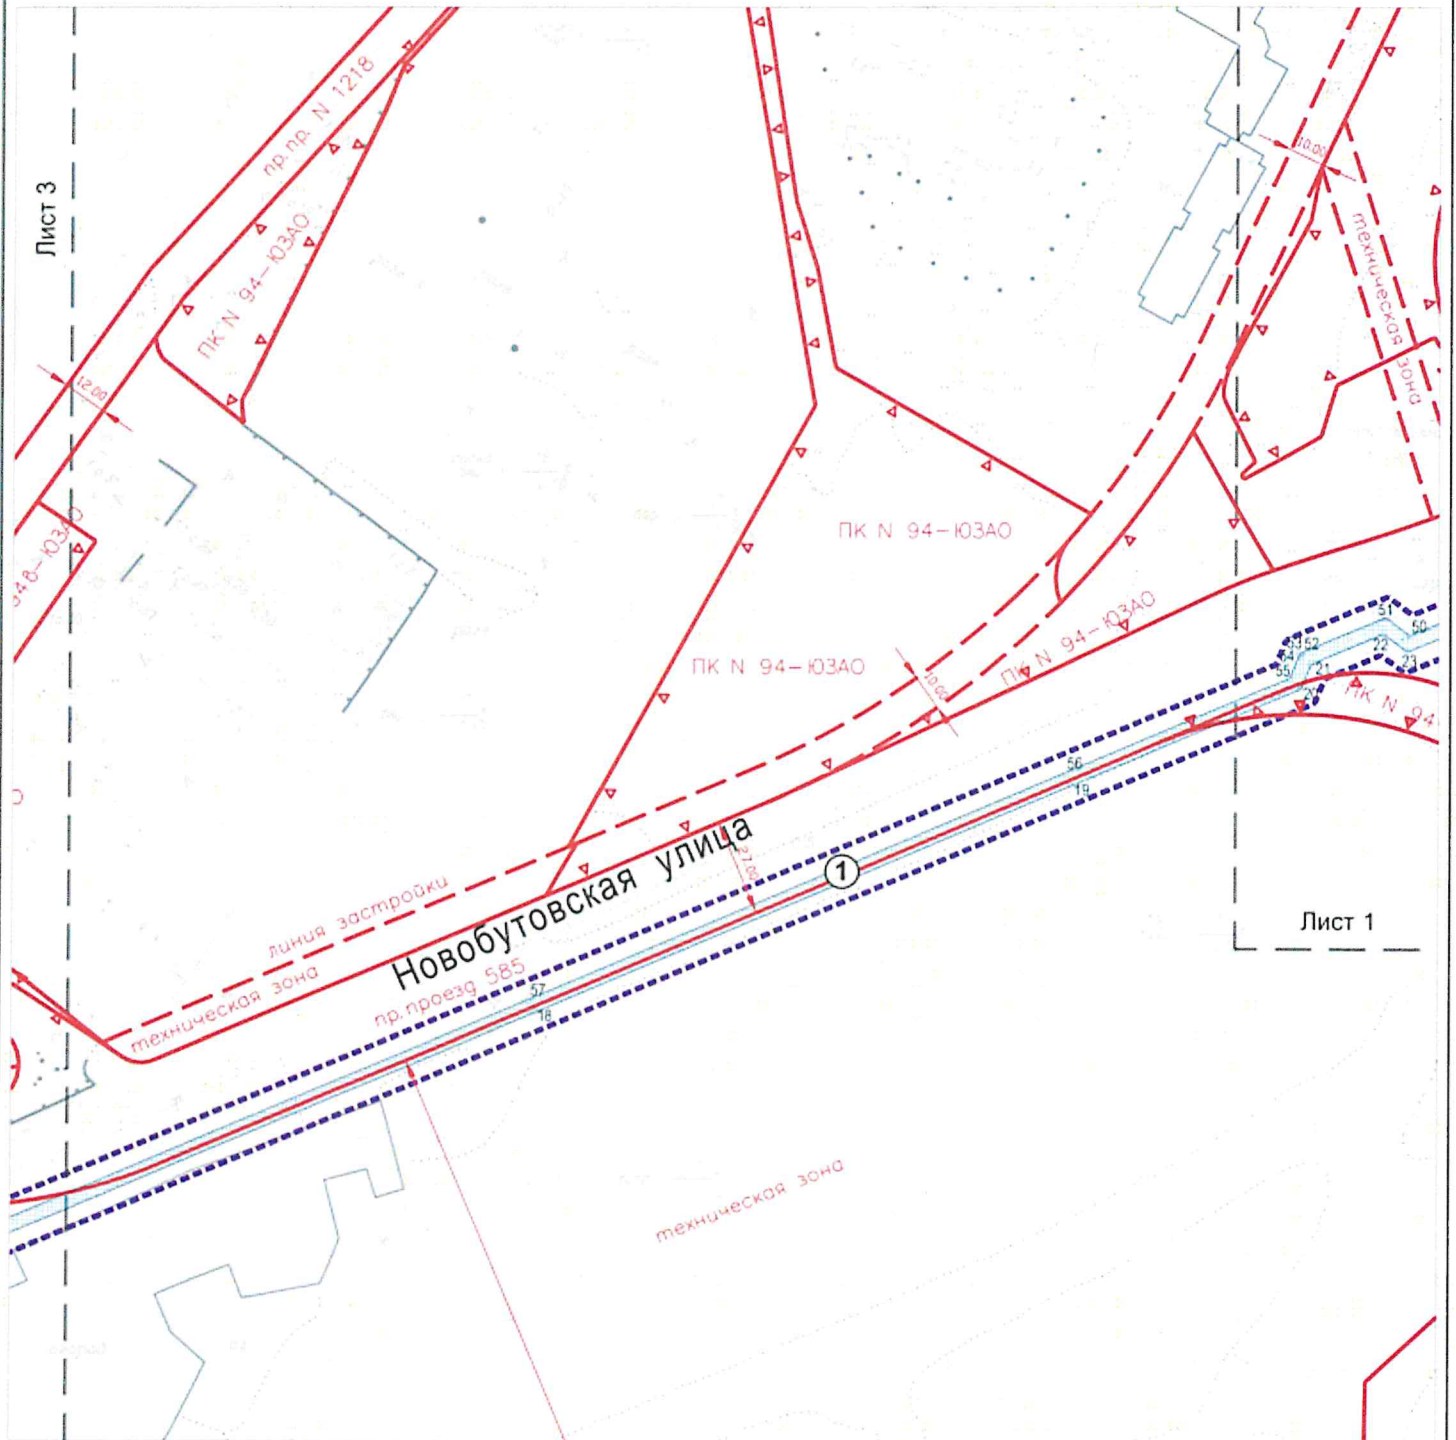 пр.пр. N 1218
Лист 3
ПК N 94-ЮЗАО
10.00
техническая зона
12.00
ПК N 94-ЮЗАО
ПК N 94-ЮЗАО
ПК N 94-ЮЗАО
10.00
51
50
53
52
54
22
55
21
23
20
ПК N 94-
56
19
27.00
1
линия застройки
Новобутовская улица
Лист 1
техническая зона
пр.проезд 585
57
18
техническая зона